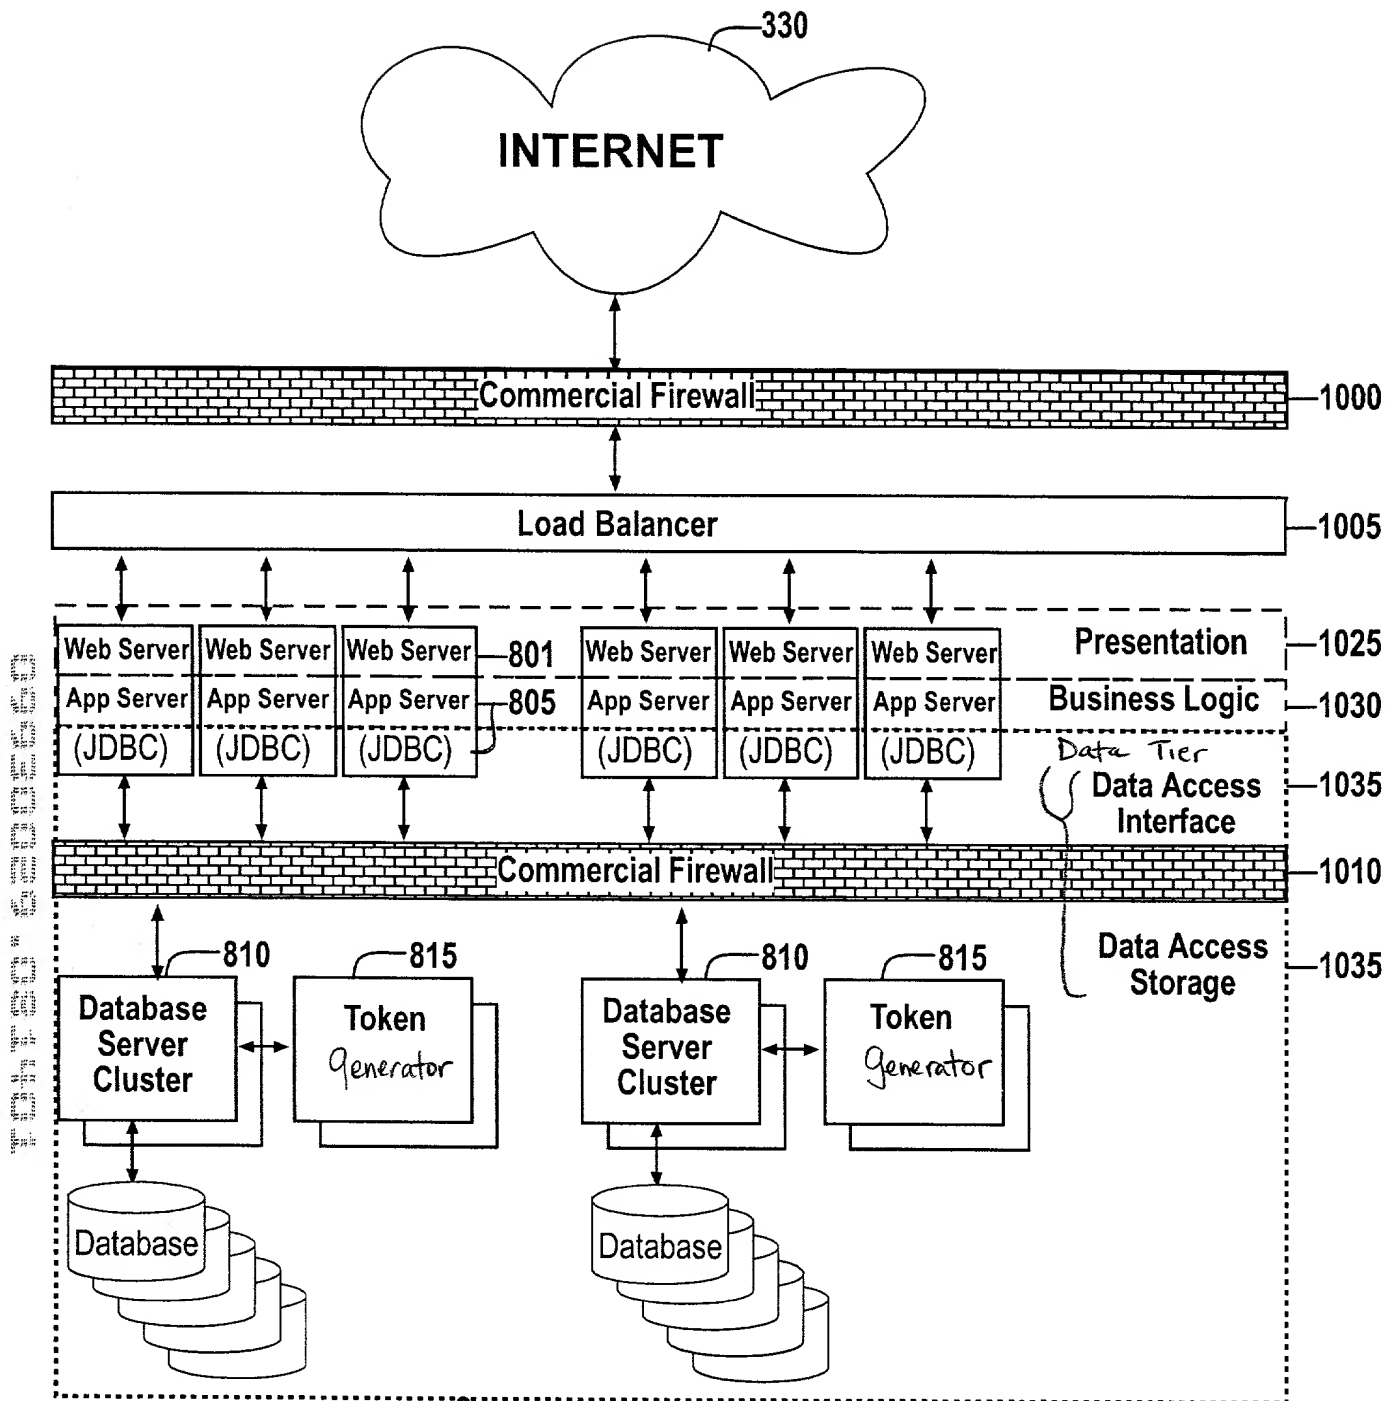 330
INTERNET
Commercial Firewall
1000
Load Balancer
1005
Web Server Web Server Web Server 801 Web Server Web Server Web Server Presentation 1025
App Server App Server App Server 805 App Server App Server App Server Business Logic 1030
(JDBC) (JDBC) (JDBC) (JDBC) (JDBC) (JDBC)
Data Tier
Data Access
Interface
1035
Commercial Firewall
1010
810 815 810 815
Data Access
Storage
1035
Database
Server
Cluster
Token
generator
Database
Server
Cluster
Token
generator
Database
Database